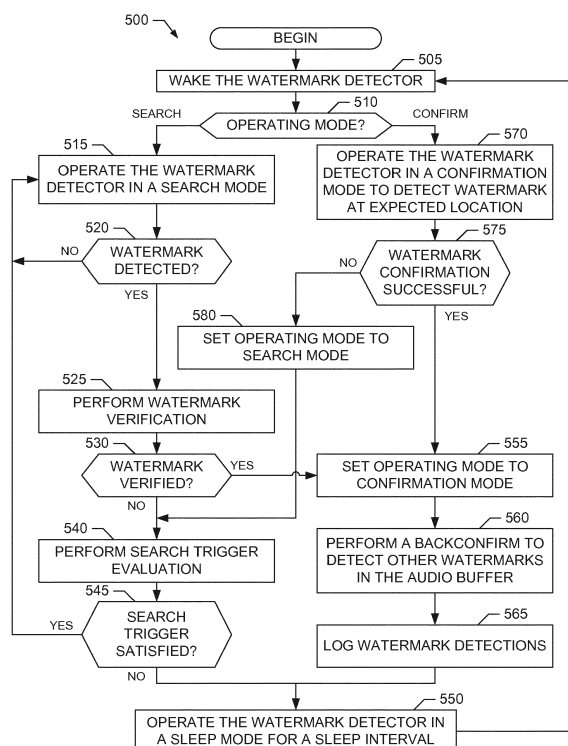 500
BEGIN
505
WAKE THE WATERMARK DETECTOR
510
SEARCH
OPERATING MODE?
CONFIRM
515
OPERATE THE WATERMARK
DETECTOR IN A SEARCH MODE
570
OPERATE THE WATERMARK
DETECTOR IN A CONFIRMATION
MODE TO DETECT WATERMARK
AT EXPECTED LOCATION
520
NO
WATERMARK
DETECTED?
YES
575
NO
WATERMARK
CONFIRMATION
SUCCESSFUL?
YES
580
SET OPERATING MODE TO
SEARCH MODE
525
PERFORM WATERMARK
VERIFICATION
530
WATERMARK
VERIFIED?
YES
NO
555
SET OPERATING MODE TO
CONFIRMATION MODE
540
PERFORM SEARCH TRIGGER
EVALUATION
560
PERFORM A BACKCONFIRM TO
DETECT OTHER WATERMARKS
IN THE AUDIO BUFFER
545
YES
SEARCH
TRIGGER
SATISFIED?
NO
565
LOG WATERMARK DETECTIONS
550
OPERATE THE WATERMARK DETECTOR IN
A SLEEP MODE FOR A SLEEP INTERVAL